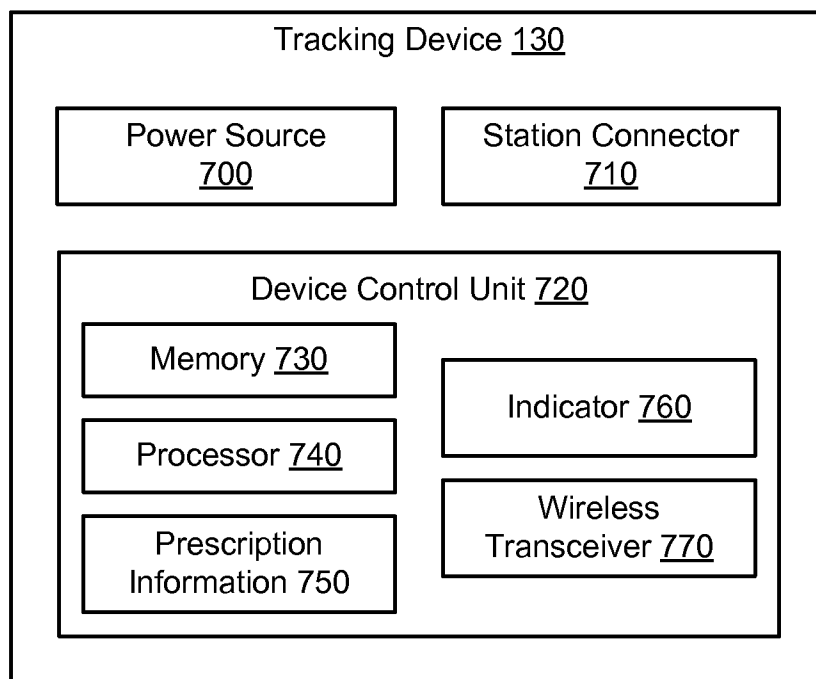 Tracking Device 130
Power Source
700
Station Connector
710
Device Control Unit 720
Memory 730
Processor 740
Prescription
Information 750
Indicator 760
Wireless
Transceiver 770